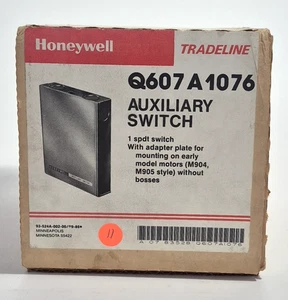 Honeywell
TRADELINE
Q607A1076
AUXILIARY
SWITCH
1 spdt switch
With adapter plate for
mounting on early
model motors (M904,
M905 style) without
bosses
MINNEAPOLIS
MINNESOTA 55422
11